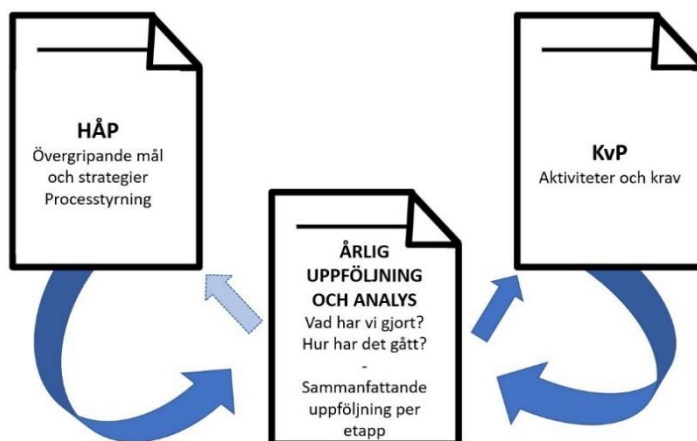 HÅP
Övergripande mål
och strategier
Processtyrning
KvP
Aktiviteter och krav
ÅRLIG
UPPFÖLJNING
OCH ANALYS
Vad har vi gjort?
Hur har det gått?
-
Sammanfattande
uppföljning per
etapp